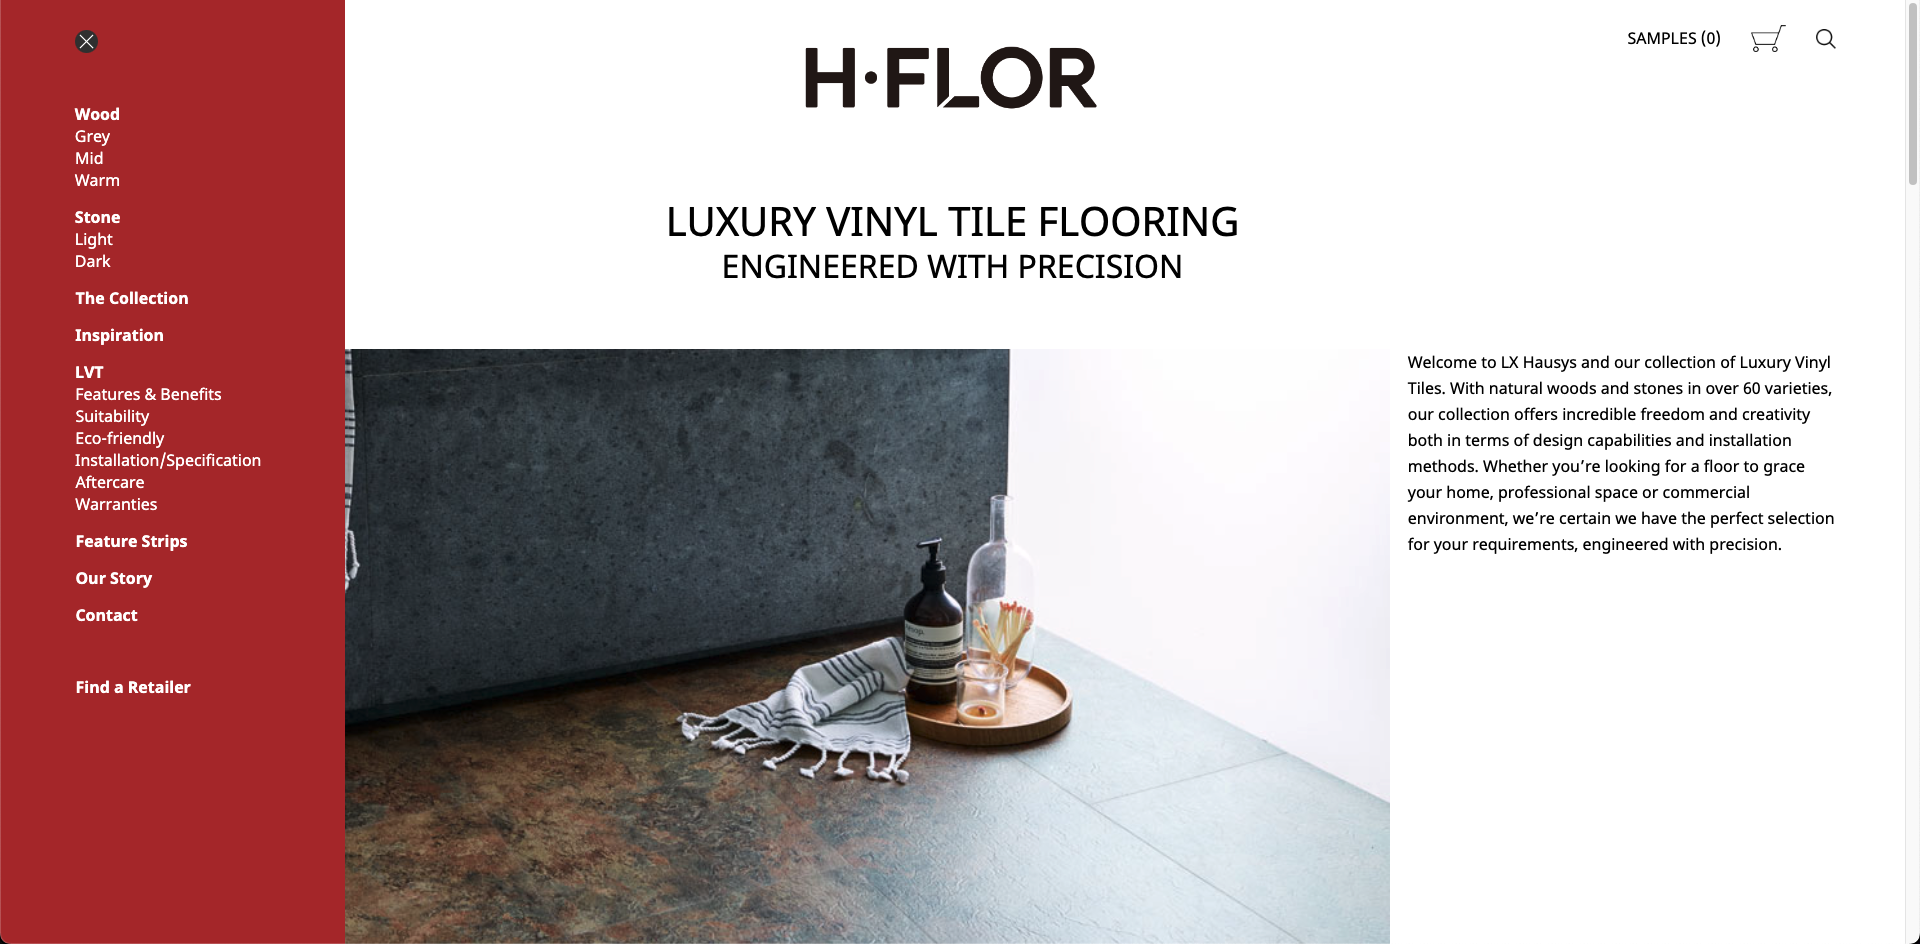 SAMPLES (0)
H·FLOR
Wood
Grey
Mid
Warm
Stone
Light
Dark
The Collection
Inspiration
LVT
Features & Benefits
Suitability
Eco-friendly
Installation/Specification
Aftercare
Warranties
Feature Strips
Our Story
Contact
Find a Retailer
LUXURY VINYL TILE FLOORING
ENGINEERED WITH PRECISION
Welcome to LX Hausys and our collection of Luxury Vinyl
Tiles. With natural woods and stones in over 60 varieties,
our collection offers incredible freedom and creativity
both in terms of design capabilities and installation
methods. Whether you’re looking for a floor to grace
your home, professional space or commercial
environment, we’re certain we have the perfect selection
for your requirements, engineered with precision.
Aesop.